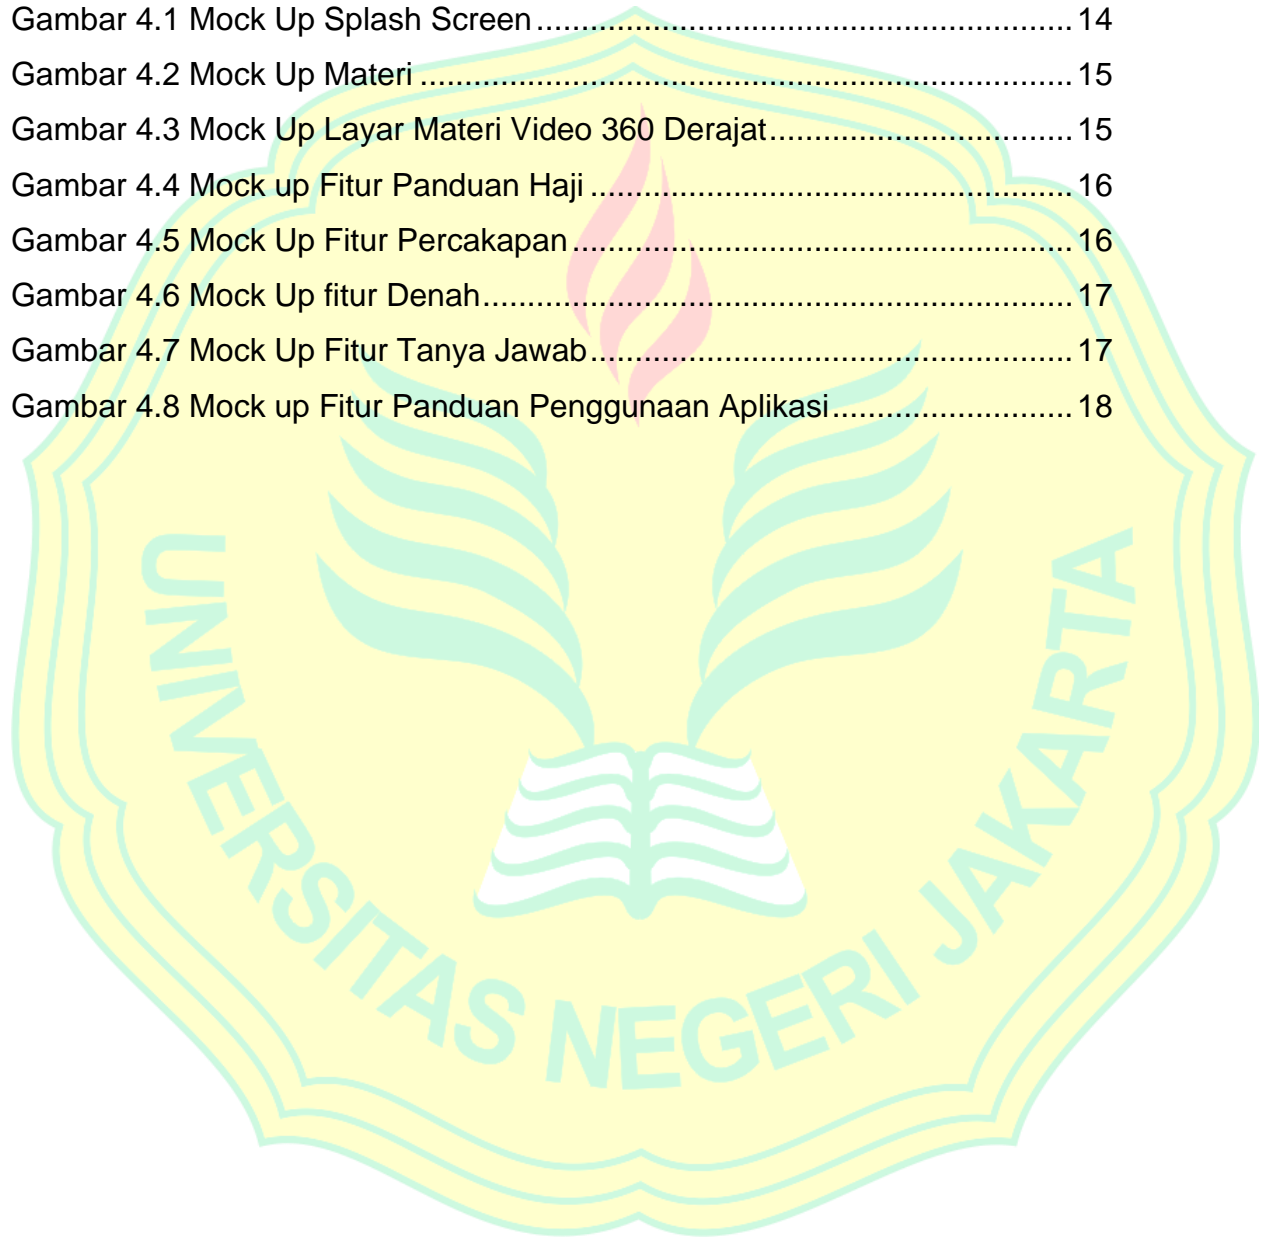 Gambar 4.1 Mock Up Splash Screen ................................................................. 14
Gambar 4.2 Mock Up Materi ................................................................................ 15
Gambar 4.3 Mock Up Layar Materi Video 360 Derajat ..................................... 15
Gambar 4.4 Mock up Fitur Panduan Haji ........................................................... 16
Gambar 4.5 Mock Up Fitur Percakapan ............................................................. 16
Gambar 4.6 Mock Up fitur Denah ........................................................................ 17
Gambar 4.7 Mock Up Fitur Tanya Jawab ........................................................... 17
Gambar 4.8 Mock up Fitur Panduan Penggunaan Aplikasi ............................. 18
UNIVERSITAS NEGERI JAKARTA